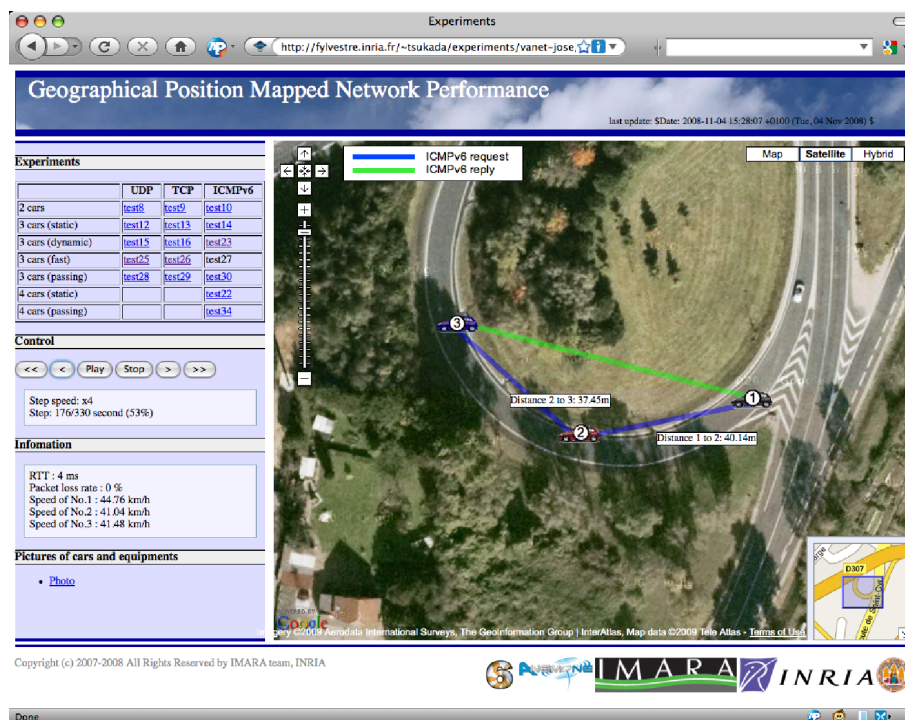 Experiments
http://fylvestre.inria.fr/~tsukada/experiments/vanet-jose,
Geographical Position Mapped Network Performance
last update: $Date: 2008-11-04 15:28:07 +0100 (Tue, 04 Nov 2008) $
Experiments
UDP TCP ICMPv6
2 cars test8 test9 test10
3 cars (static) test12 test13 test14
3 cars (dynamic) test15 test16 test23
3 cars (fast) test25 test26 test27
3 cars (passing) test28 test29 test30
4 cars (static) test22
4 cars (passing) test34
Control
<< < Play Stop > >>
Step speed: x4
Step: 176/330 second (53%)
Infomation
RTT : 4 ms
Packet loss rate : 0 %
Speed of No.1 : 44.76 km/h
Speed of No.2 : 41.04 km/h
Speed of No.3 : 41.48 km/h
Pictures of cars and equipments
• Photo
ICMPv6 request
ICMPv6 reply
Map Satellite Hybrid
3
1
Distance 2 to 3: 37.45m
2
Distance 1 to 2: 40.14m
D307
POWERED BY
Google
©2009 Aerodata International Surveys, The GeoInformation Group | InterAtlas, Map data ©2009 Tele Atlas - Terms of Use
Copyright (c) 2007-2008 All Rights Reserved by IMARA team, INRIA
6 IMARA INRIA
Done